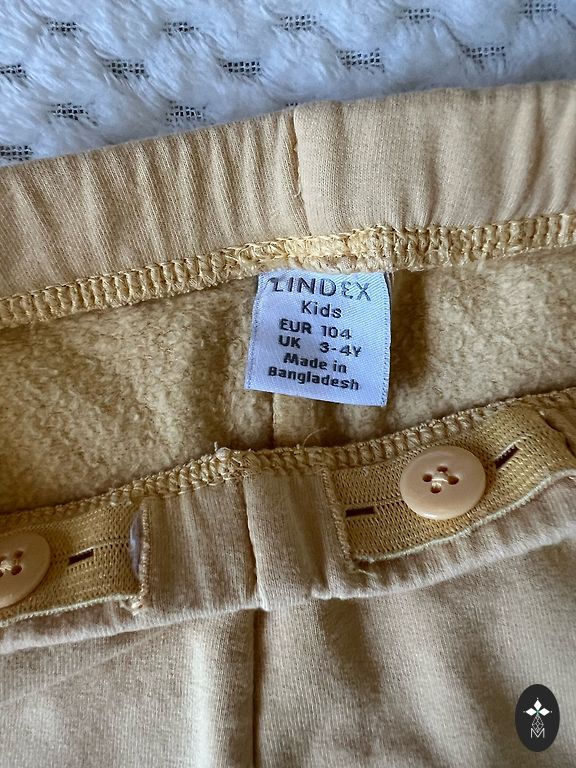 LINDEX
Kids
EUR 104
UK 3-4Y
Made in
Bangladesh
M